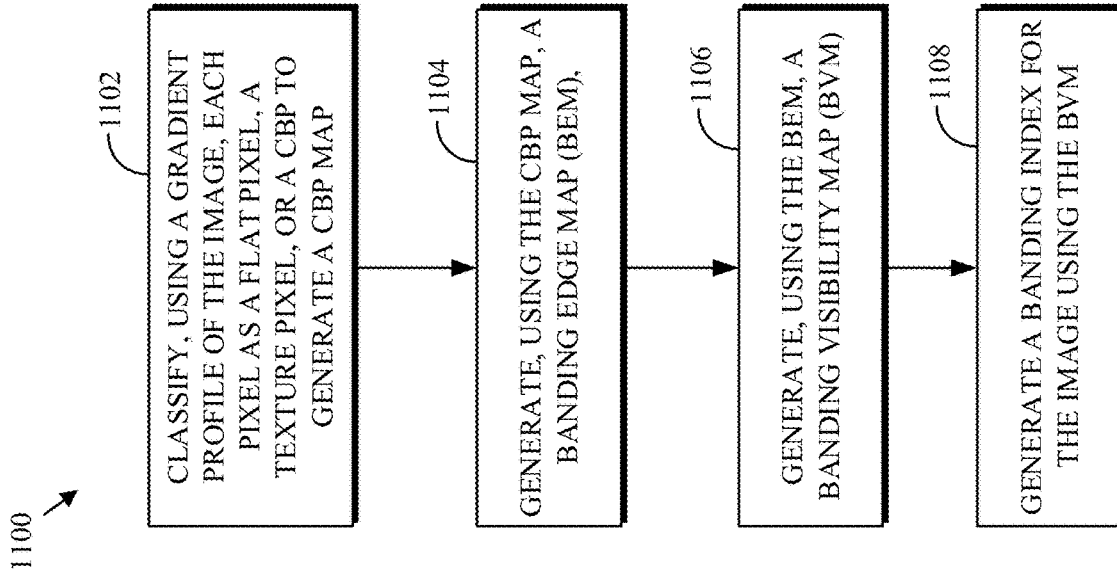 1100
1102
CLASSIFY, USING A GRADIENT
PROFILE OF THE IMAGE, EACH
PIXEL AS A FLAT PIXEL, A
TEXTURE PIXEL, OR A CBP TO
GENERATE A CBP MAP
1104
GENERATE, USING THE CBP MAP, A
BANDING EDGE MAP (BEM),
1106
GENERATE, USING THE BEM, A
BANDING VISIBILITY MAP (BVM)
1108
GENERATE A BANDING INDEX FOR
THE IMAGE USING THE BVM